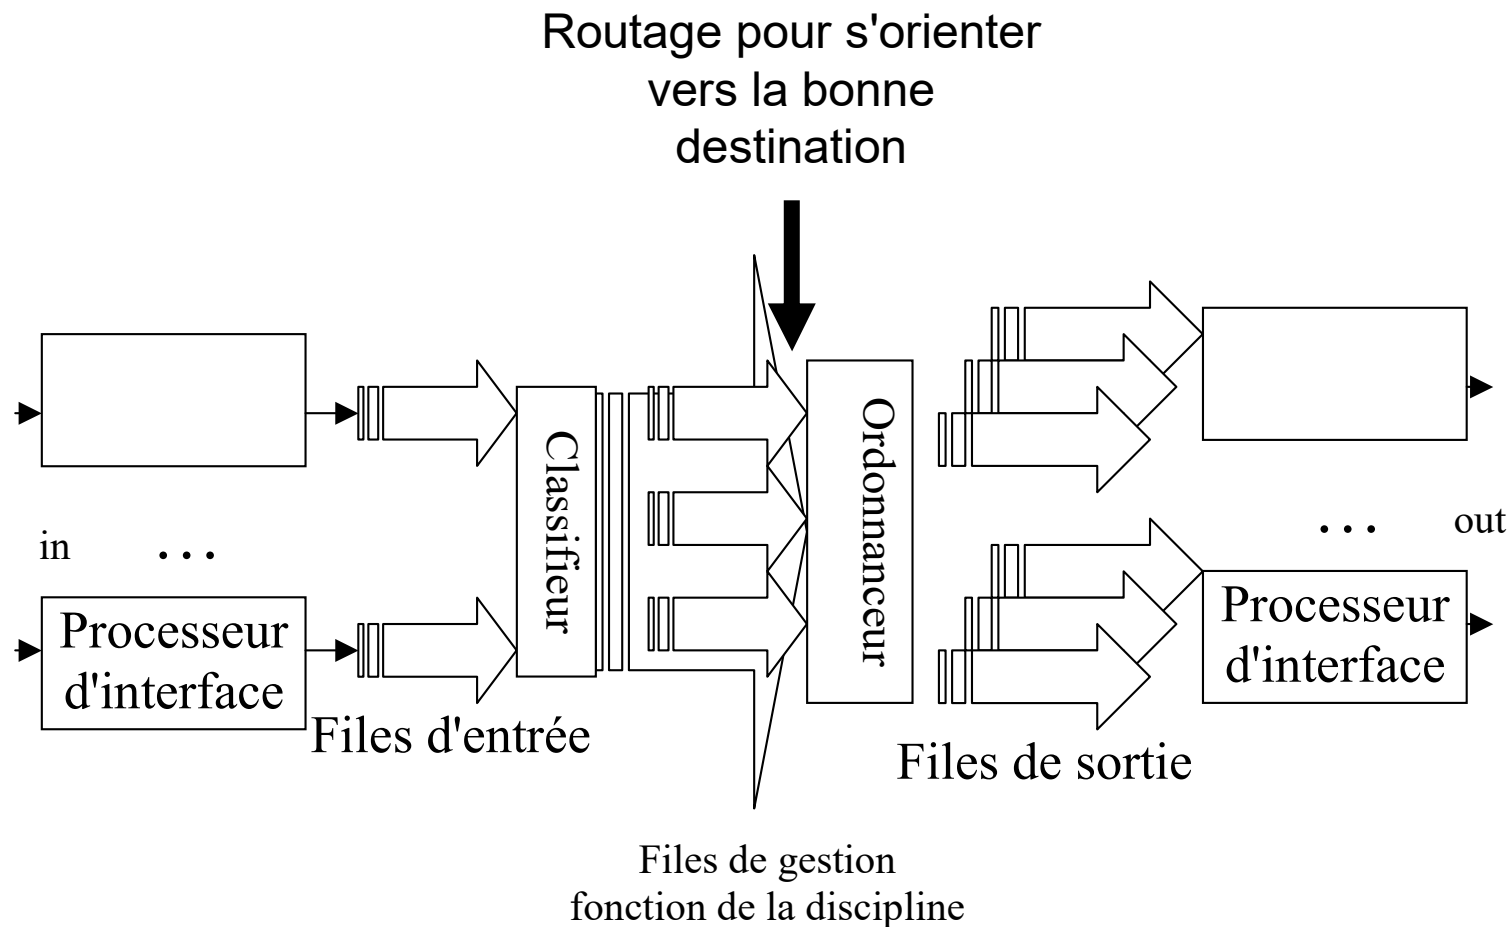 Routage pour s'orienter
vers la bonne
destination
Classifieur
Ordonnanceur
in
...
... out
Processeur
d'interface
Processeur
d'interface
Files d'entrée
Files de sortie
Files de gestion
fonction de la discipline